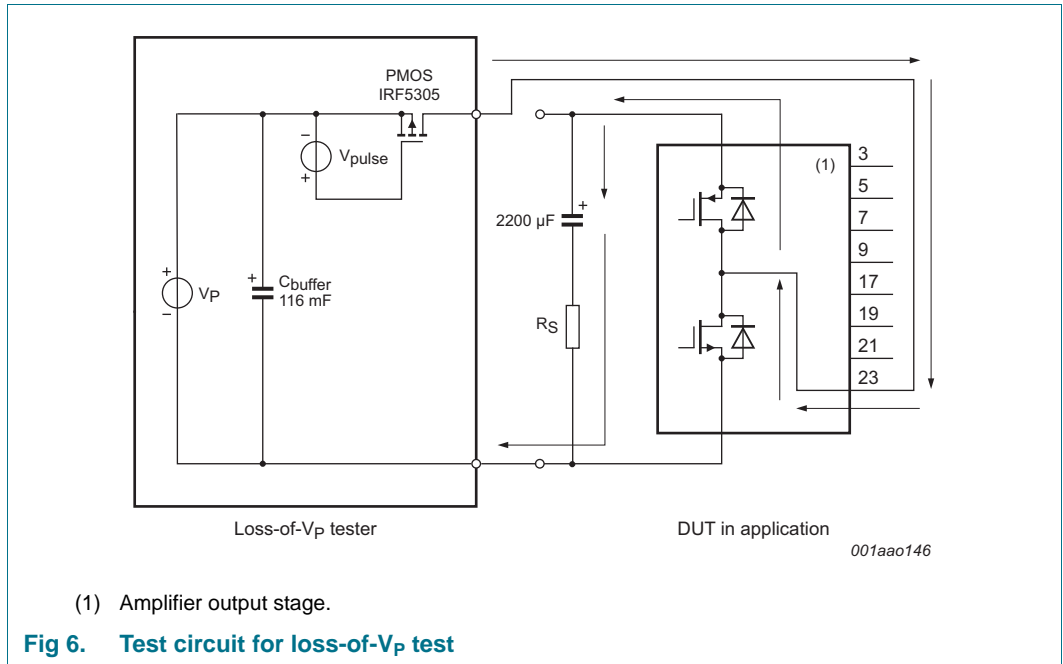 PMOS
IRF5305
−
Vpulse
+
+
VP
−
+
Cbuffer
116 mF
+
2200 µF
RS
(1)
3
5
7
9
17
19
21
23
Loss-of-VP tester
DUT in application
001aao146
(1) Amplifier output stage.
Fig 6. Test circuit for loss-of-VP test